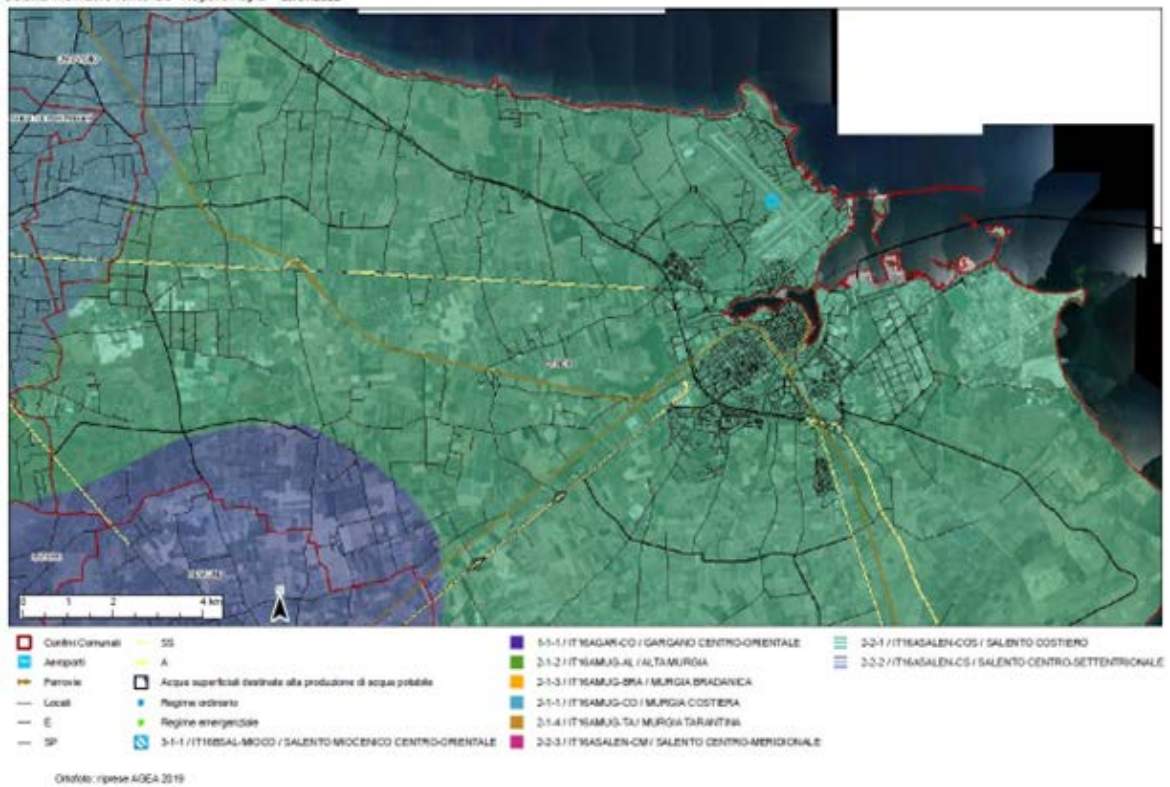 0 1 2 4 km
Confini Comunali
Aeroporti
Ferrovie
Locali
E
SP
SS
A
Acque superficiali destinate alla produzione di acqua potabile
Regime ordinario
Regime emergenziale
3-1-1 / IT16BSAL-MIOCO / SALENTO MIOCENICO CENTRO-ORIENTALE
1-1-1 / IT16AGAR-CO / GARGANO CENTRO-ORIENTALE
2-1-2 / IT16AMUG-AL / ALTA MURGIA
2-1-3 / IT16AMUG-BRA / MURGIA BRADANICA
2-1-1 / IT16AMUG-CO / MURGIA COSTIERA
2-1-4 / IT16AMUG-TA / MURGIA TARANTINA
2-2-3 / IT16ASALEN-CM / SALENTO CENTRO-MERIDIONALE
2-2-1 / IT16ASALEN-COS / SALENTO COSTIERO
2-2-2 / IT16ASALEN-CS / SALENTO CENTRO-SETTENTRIONALE
Ortofoto: riprese AGEA 2019